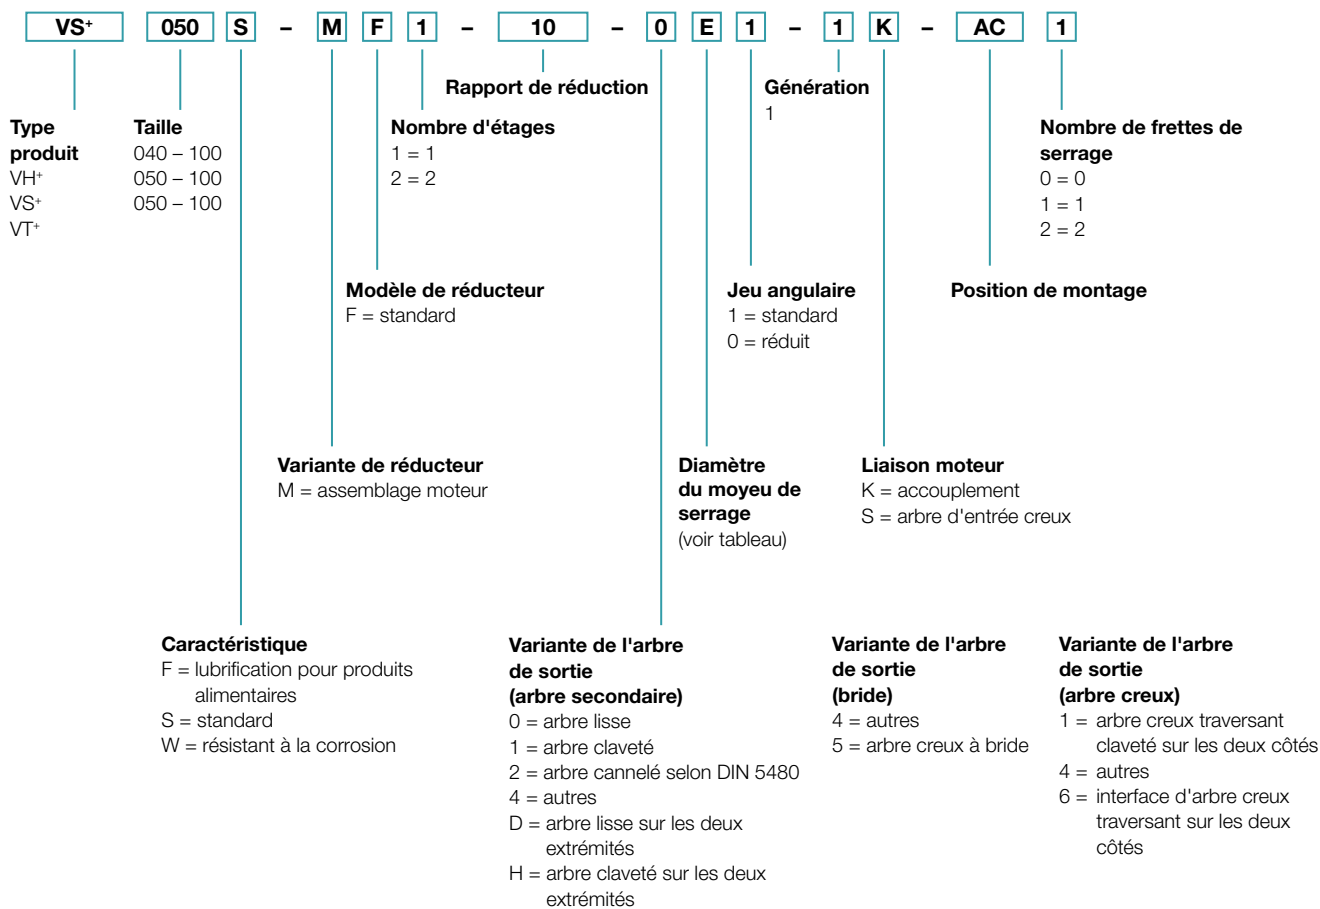 VS+ 050 S – M F 1 – 10 – 0 E 1 – 1 K – AC 1
Rapport de réduction
Génération
1
Type
produit
VH+
VS+
VT+
Taille
040 – 100
050 – 100
050 – 100
Nombre d'étages
1 = 1
2 = 2
Nombre de frettes de
serrage
0 = 0
1 = 1
2 = 2
Modèle de réducteur
F = standard
Jeu angulaire
1 = standard
0 = réduit
Position de montage
Variante de réducteur
M = assemblage moteur
Diamètre
du moyeu de
serrage
(voir tableau)
Liaison moteur
K = accouplement
S = arbre d'entrée creux
Caractéristique
F = lubrification pour produits
alimentaires
S = standard
W = résistant à la corrosion
Variante de l'arbre
de sortie
(arbre secondaire)
0 = arbre lisse
1 = arbre claveté
2 = arbre cannelé selon DIN 5480
4 = autres
D = arbre lisse sur les deux
extrémités
H = arbre claveté sur les deux
extrémités
Variante de l'arbre
de sortie
(bride)
4 = autres
5 = arbre creux à bride
Variante de l'arbre
de sortie
(arbre creux)
1 = arbre creux traversant
claveté sur les deux côtés
4 = autres
6 = interface d'arbre creux
traversant sur les deux
côtés